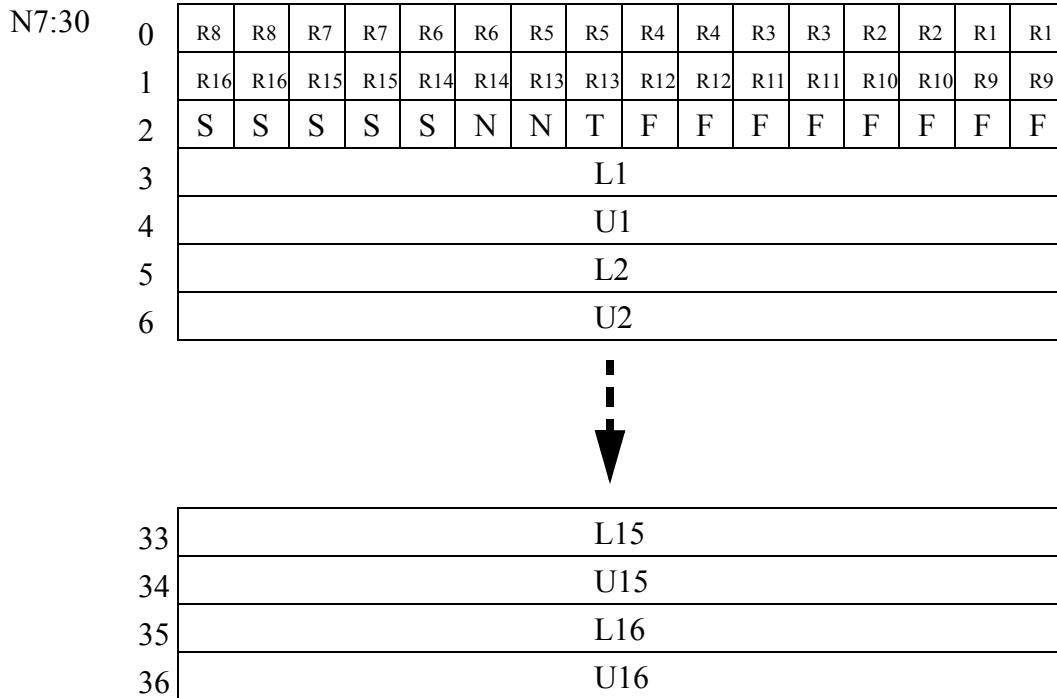 N7:30 0 R8 R8 R7 R7 R6 R6 R5 R5 R4 R4 R3 R3 R2 R2 R1 R1
1 R16 R16 R15 R15 R14 R14 R13 R13 R12 R12 R11 R11 R10 R10 R9 R9
2 S S S S S N N T F F F F F F F F
3 L1
4 U1
5 L2
6 U2
33 L15
34 U15
35 L16
36 U16